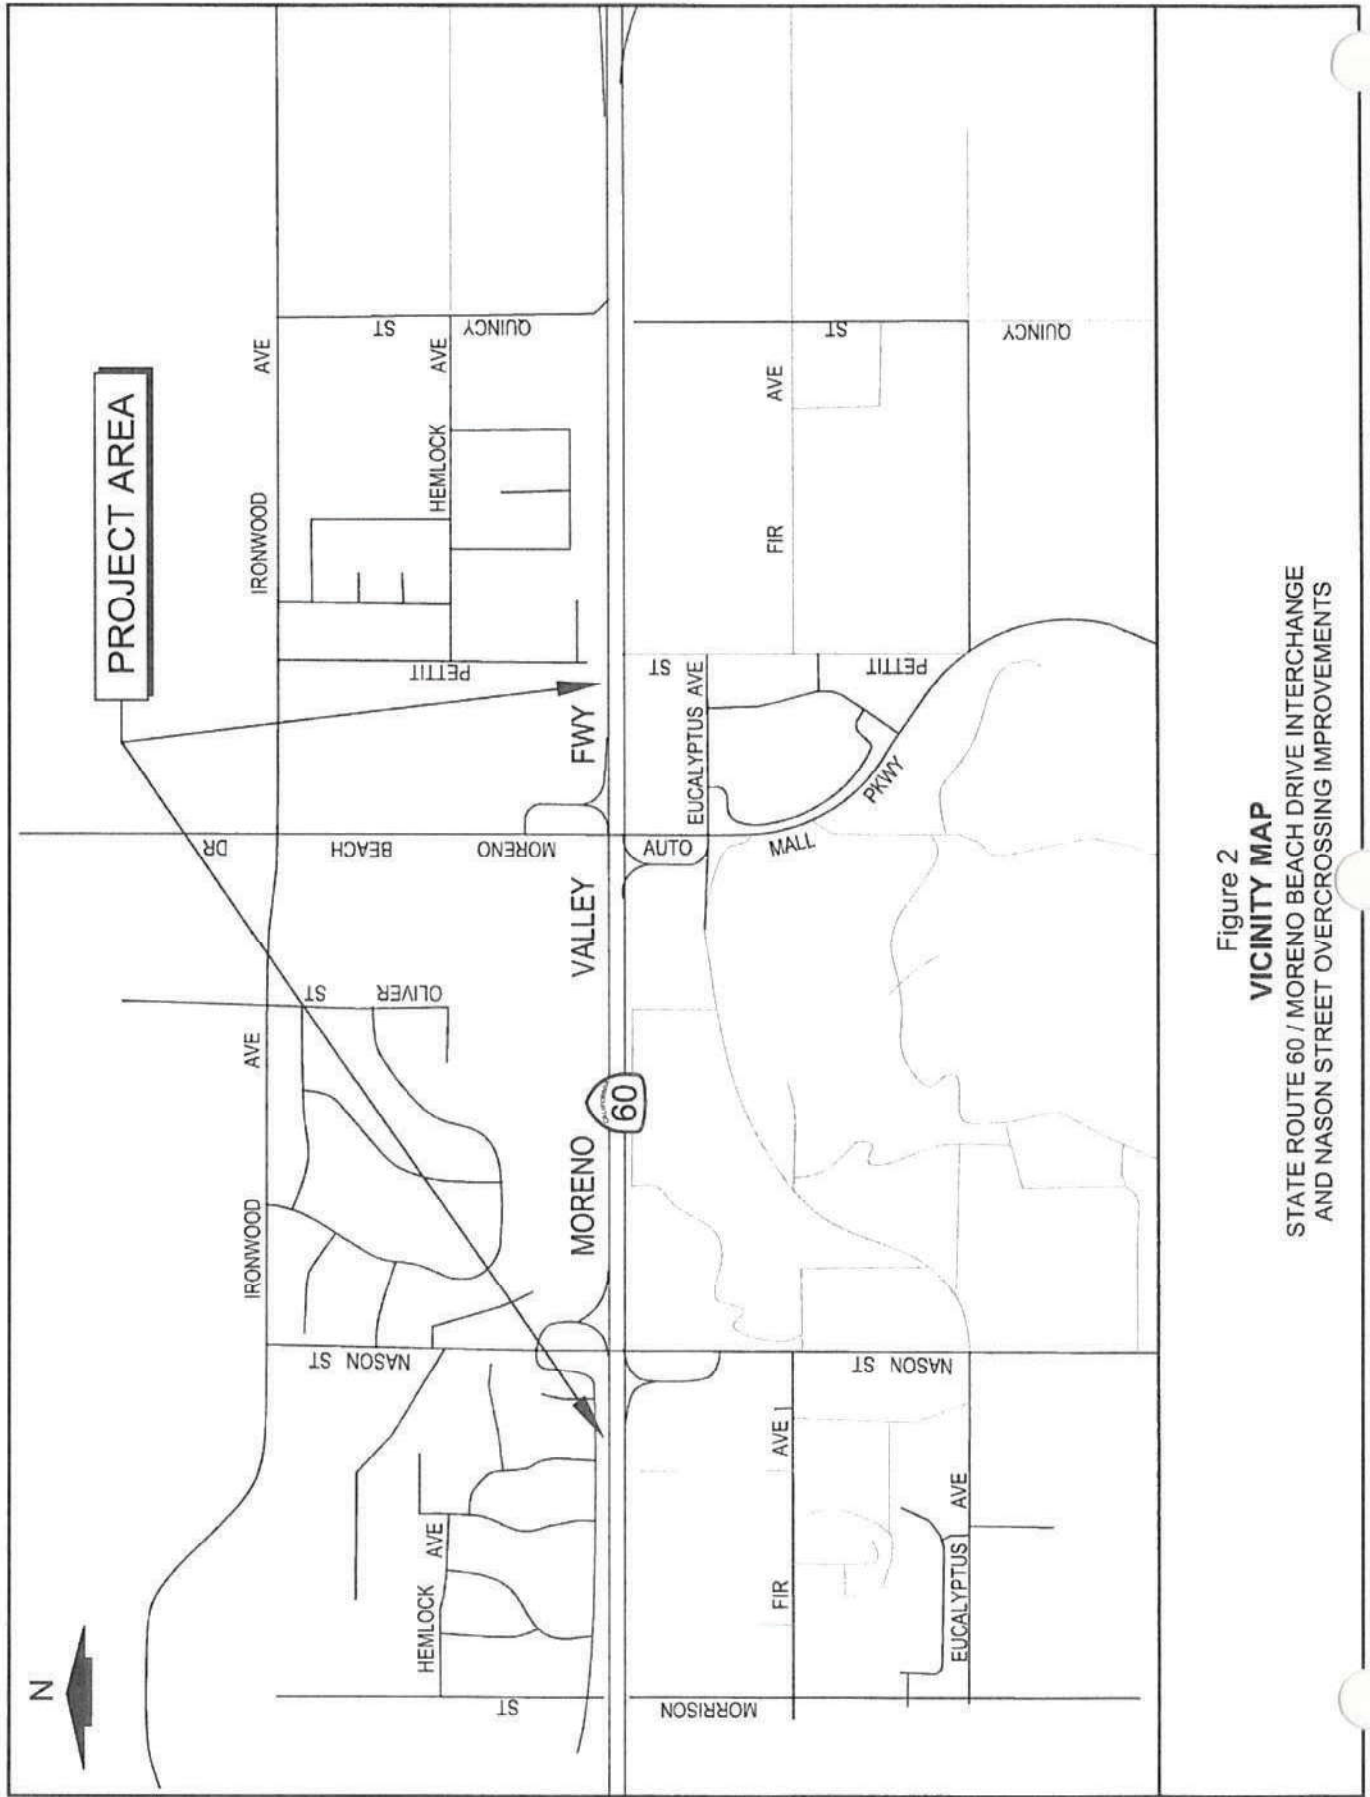 N
PROJECT AREA
IRONWOOD
AVE
IRONWOOD
AVE
HEMLOCK
AVE
HEMLOCK
AVE
ST
MORRISON
NASON ST
NASON ST
OLIVER
ST
DR
BEACH
MORENO
PETTIT
ST
PETTIT
QUINCY
ST
ST
QUINCY
MORENO
VALLEY
FWY
CALIFORNIA
60
AUTO
MALL
PKWY
EUCALYPTUS AVE
FIR
AVE
FIR
AVE
EUCALYPTUS
AVE
Figure 2
VICINITY MAP
STATE ROUTE 60 / MORENO BEACH DRIVE INTERCHANGE
AND NASON STREET OVERCROSSING IMPROVEMENTS